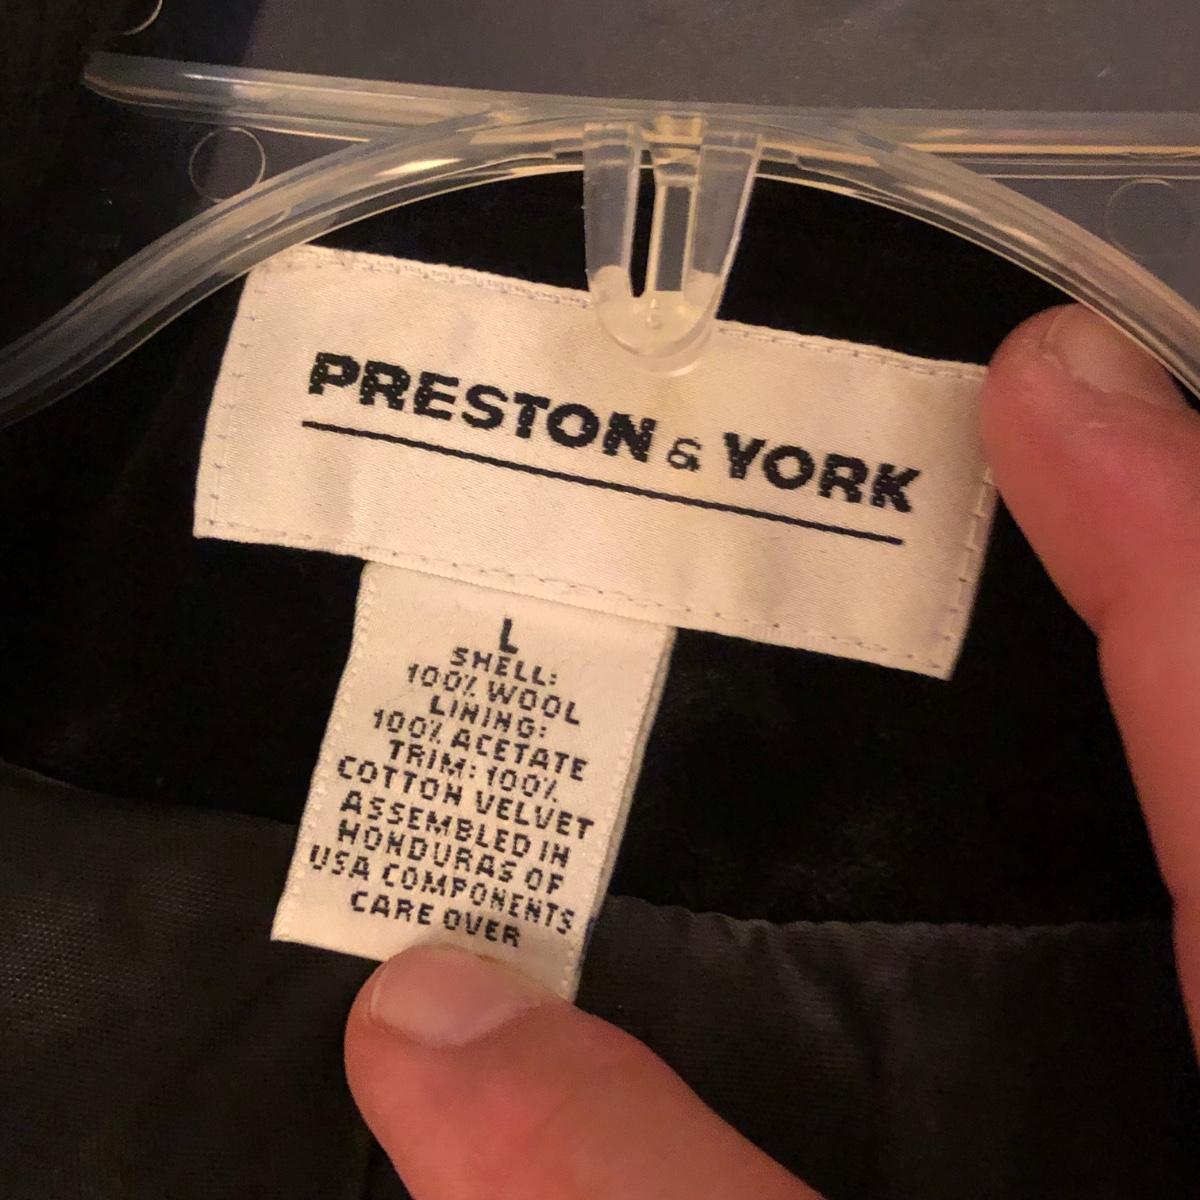 PRESTON & YORK
L
SHELL:
100% WOOL
LINING:
100% ACETATE
TRIM: 100%
COTTON VELVET
ASSEMBLED IN
HONDURAS OF
USA COMPONENTS
CARE OVER